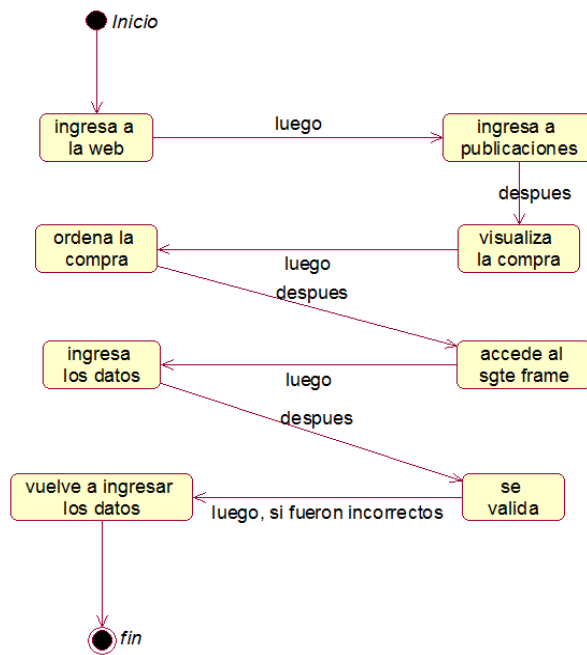 Inicio
ingresa a
la web
luego
ingresa a
publicaciones
despues
ordena la
compra
luego
visualiza
la compra
despues
ingresa
los datos
luego
accede al
sgte frame
despues
vuelve a ingresar
los datos
luego, si fueron incorrectos
se
valida
fin